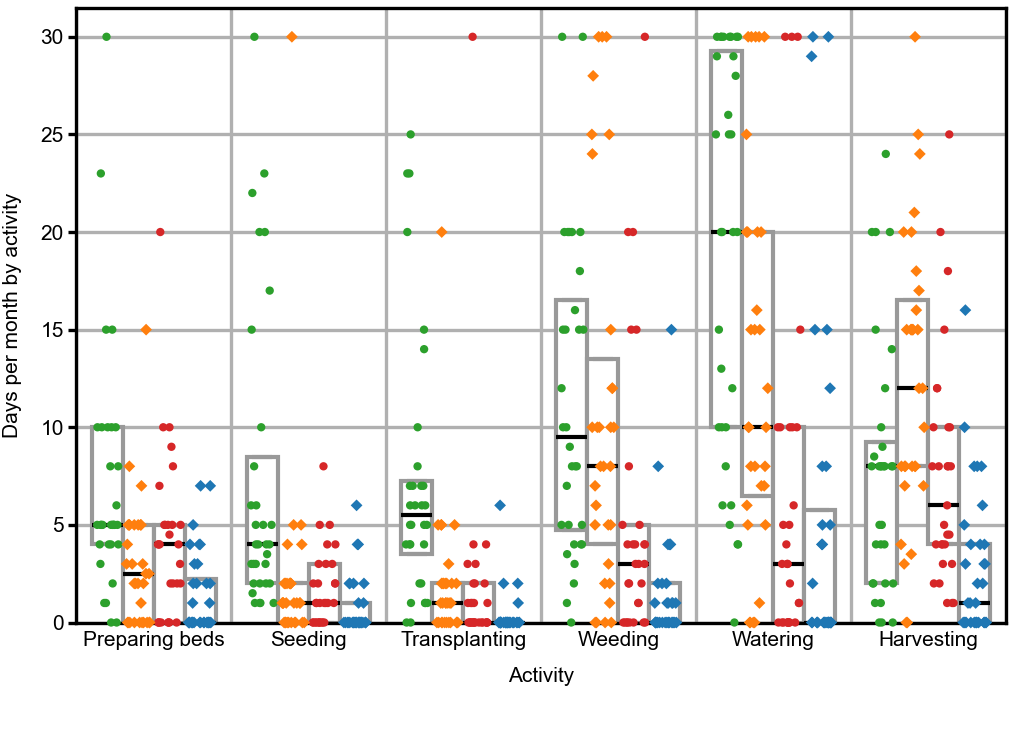 Days per month by activity
30
25
20
15
10
5
0
Preparing beds Seeding Transplanting Weeding Watering Harvesting
Activity